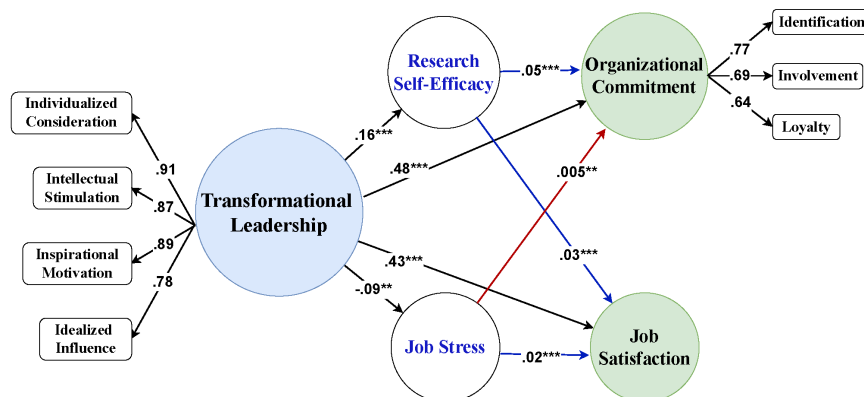 Identification
.77
Research
Self-Efficacy
.05***
Organizational
Commitment
.69
Involvement
.64
Loyalty
Individualized
Consideration
.16***
.91
.48***
.005**
Intellectual
Stimulation
.87
Transformational
Leadership
.89
Inspirational
Motivation
.43***
.03***
.78
-.09**
Idealized
Influence
Job Stress
.02***
Job
Satisfaction